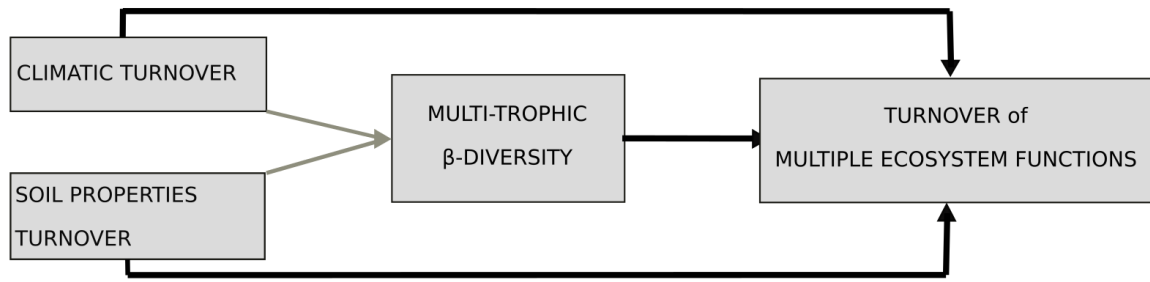 CLIMATIC TURNOVER
SOIL PROPERTIES
TURNOVER
MULTI-TROPHIC
β-DIVERSITY
TURNOVER of
MULTIPLE ECOSYSTEM FUNCTIONS